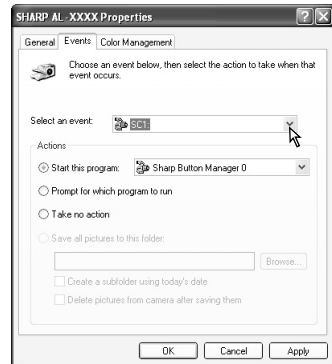 SHARP AL-XXXX Properties
General Events Color Management
Choose an event below, then select the action to take when that
event occurs.
Select an event: SC1:
Actions
Start this program: Sharp Button Manager 0
Prompt for which program to run
Take no action
Save all pictures to this folder:
Browse...
Create a subfolder using today's date
Delete pictures from camera after saving them
OK Cancel Apply